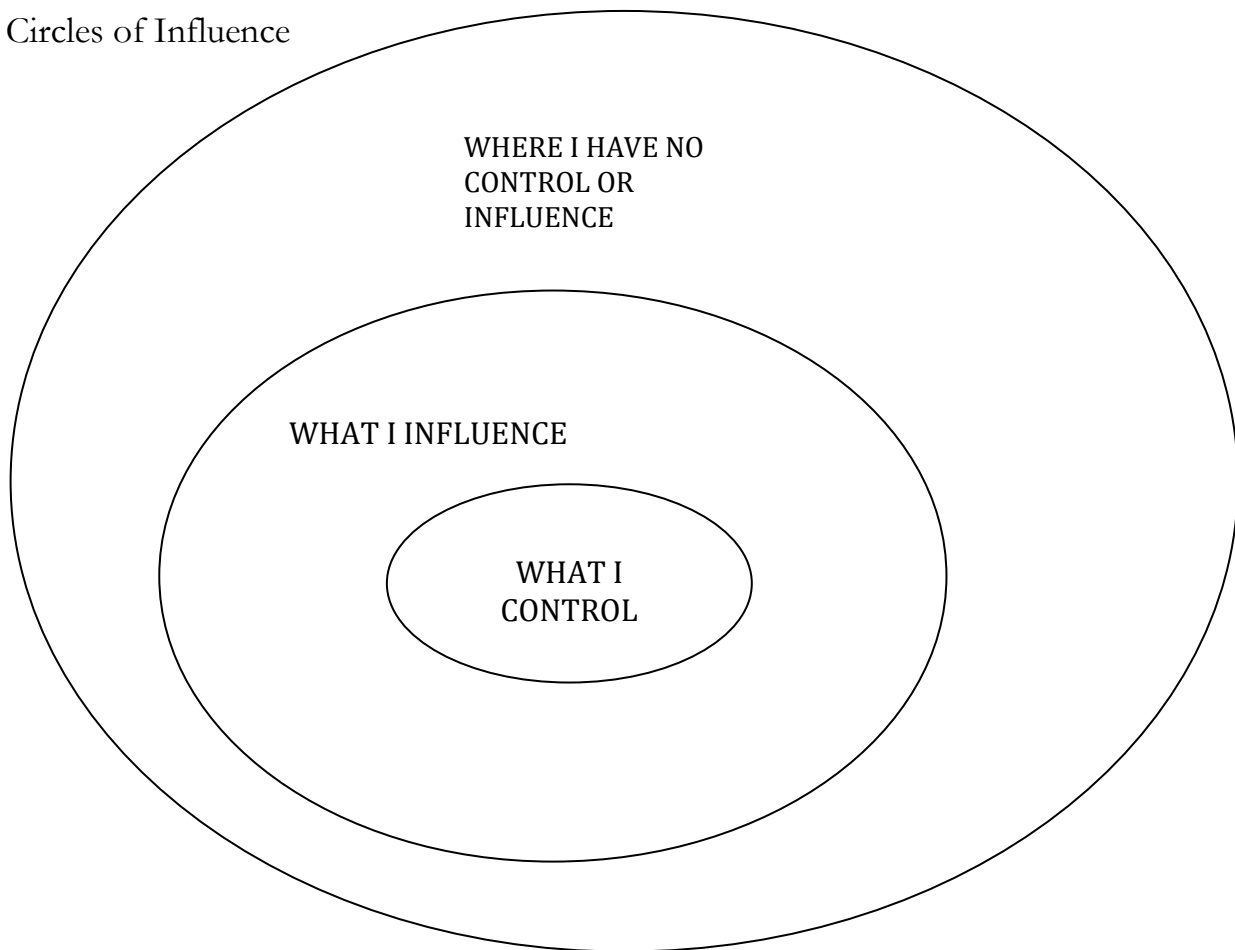 Circles of Influence
WHERE I HAVE NO
CONTROL OR
INFLUENCE
WHAT I INFLUENCE
WHAT I
CONTROL